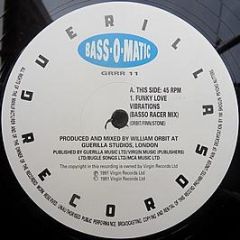 GUERILLA
RECORDS
BASS-O-MATIC
GRRR 11
A. THIS SIDE: 45 RPM
1. FUNKY LOVE
VIBRATIONS
(BASSO RACER MIX)
(ORBIT/FINN/STONE)
PRODUCED AND MIXED BY WILLIAM ORBIT AT
GUERILLA STUDIOS, LONDON
GUERILLA MUSIC LTD/VIRGIN MUSIC (PUBLISHERS)
LTD/BUGLE SONGS LTD/MCA MUSIC LTD
The copyright in this recording is owned by Virgin Records Ltd
℗ 1991 Virgin Records Ltd
© 1991 Virgin Records Ltd